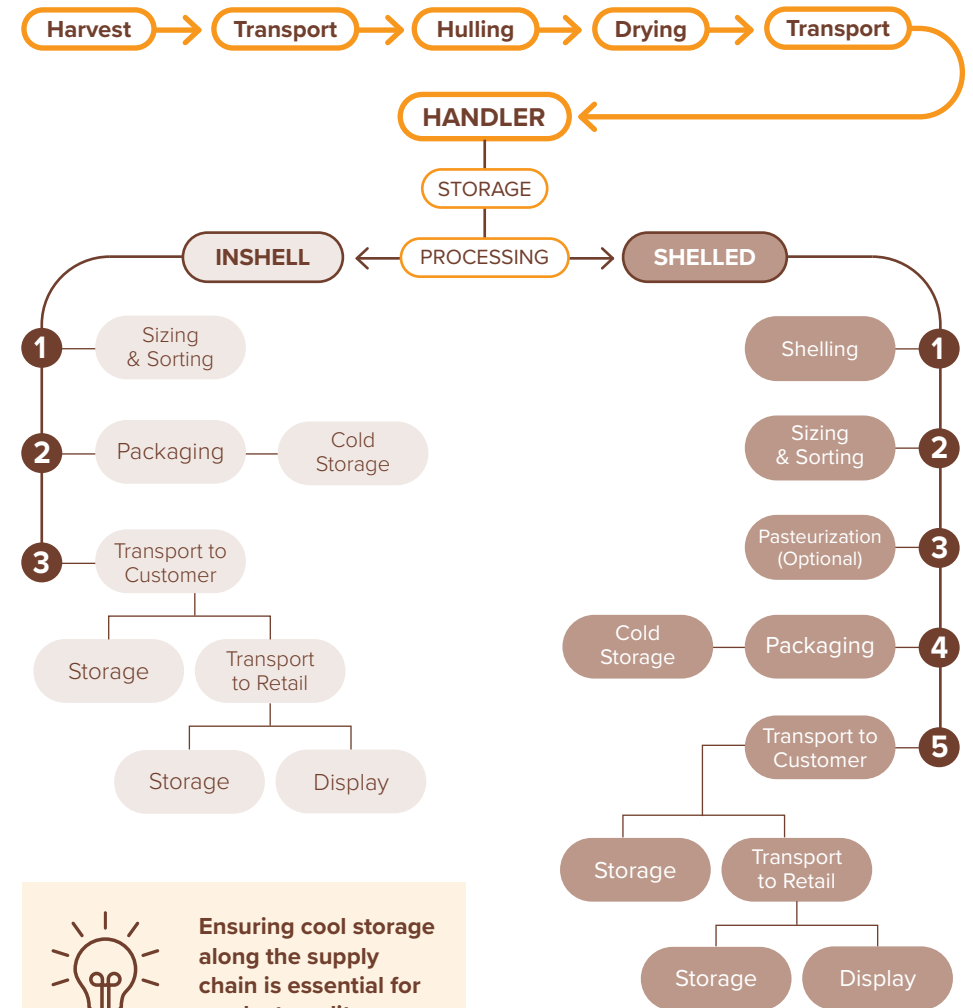 Harvest
Transport
Hulling
Drying
Transport
HANDLER
STORAGE
PROCESSING
INSHELL
1
Sizing
& Sorting
2
Packaging
Cold
Storage
3
Transport to
Customer
Storage
Transport
to Retail
Storage
Display
SHELLED
Shelling
1
Sizing
& Sorting
2
Pasteurization
(Optional)
3
Cold
Storage
Packaging
4
Transport to
Customer
5
Storage
Transport
to Retail
Storage
Display
Ensuring cool storage
along the supply
chain is essential for